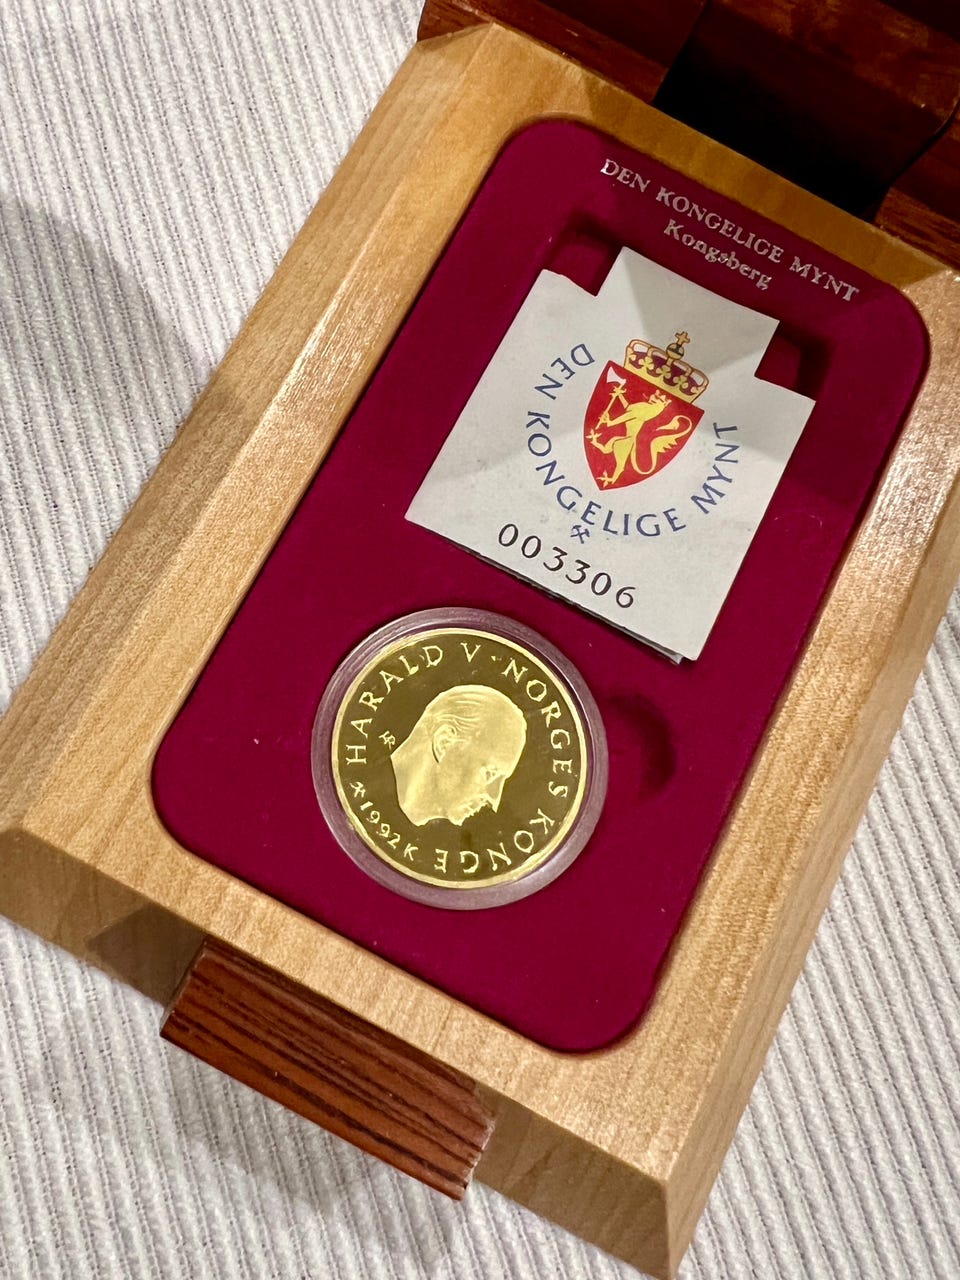 DEN KONGELIGE MYNT
Kongsberg
DEN KONGELIGE MYNT
003306
HARALD V · NORGES KONGE
1992 K